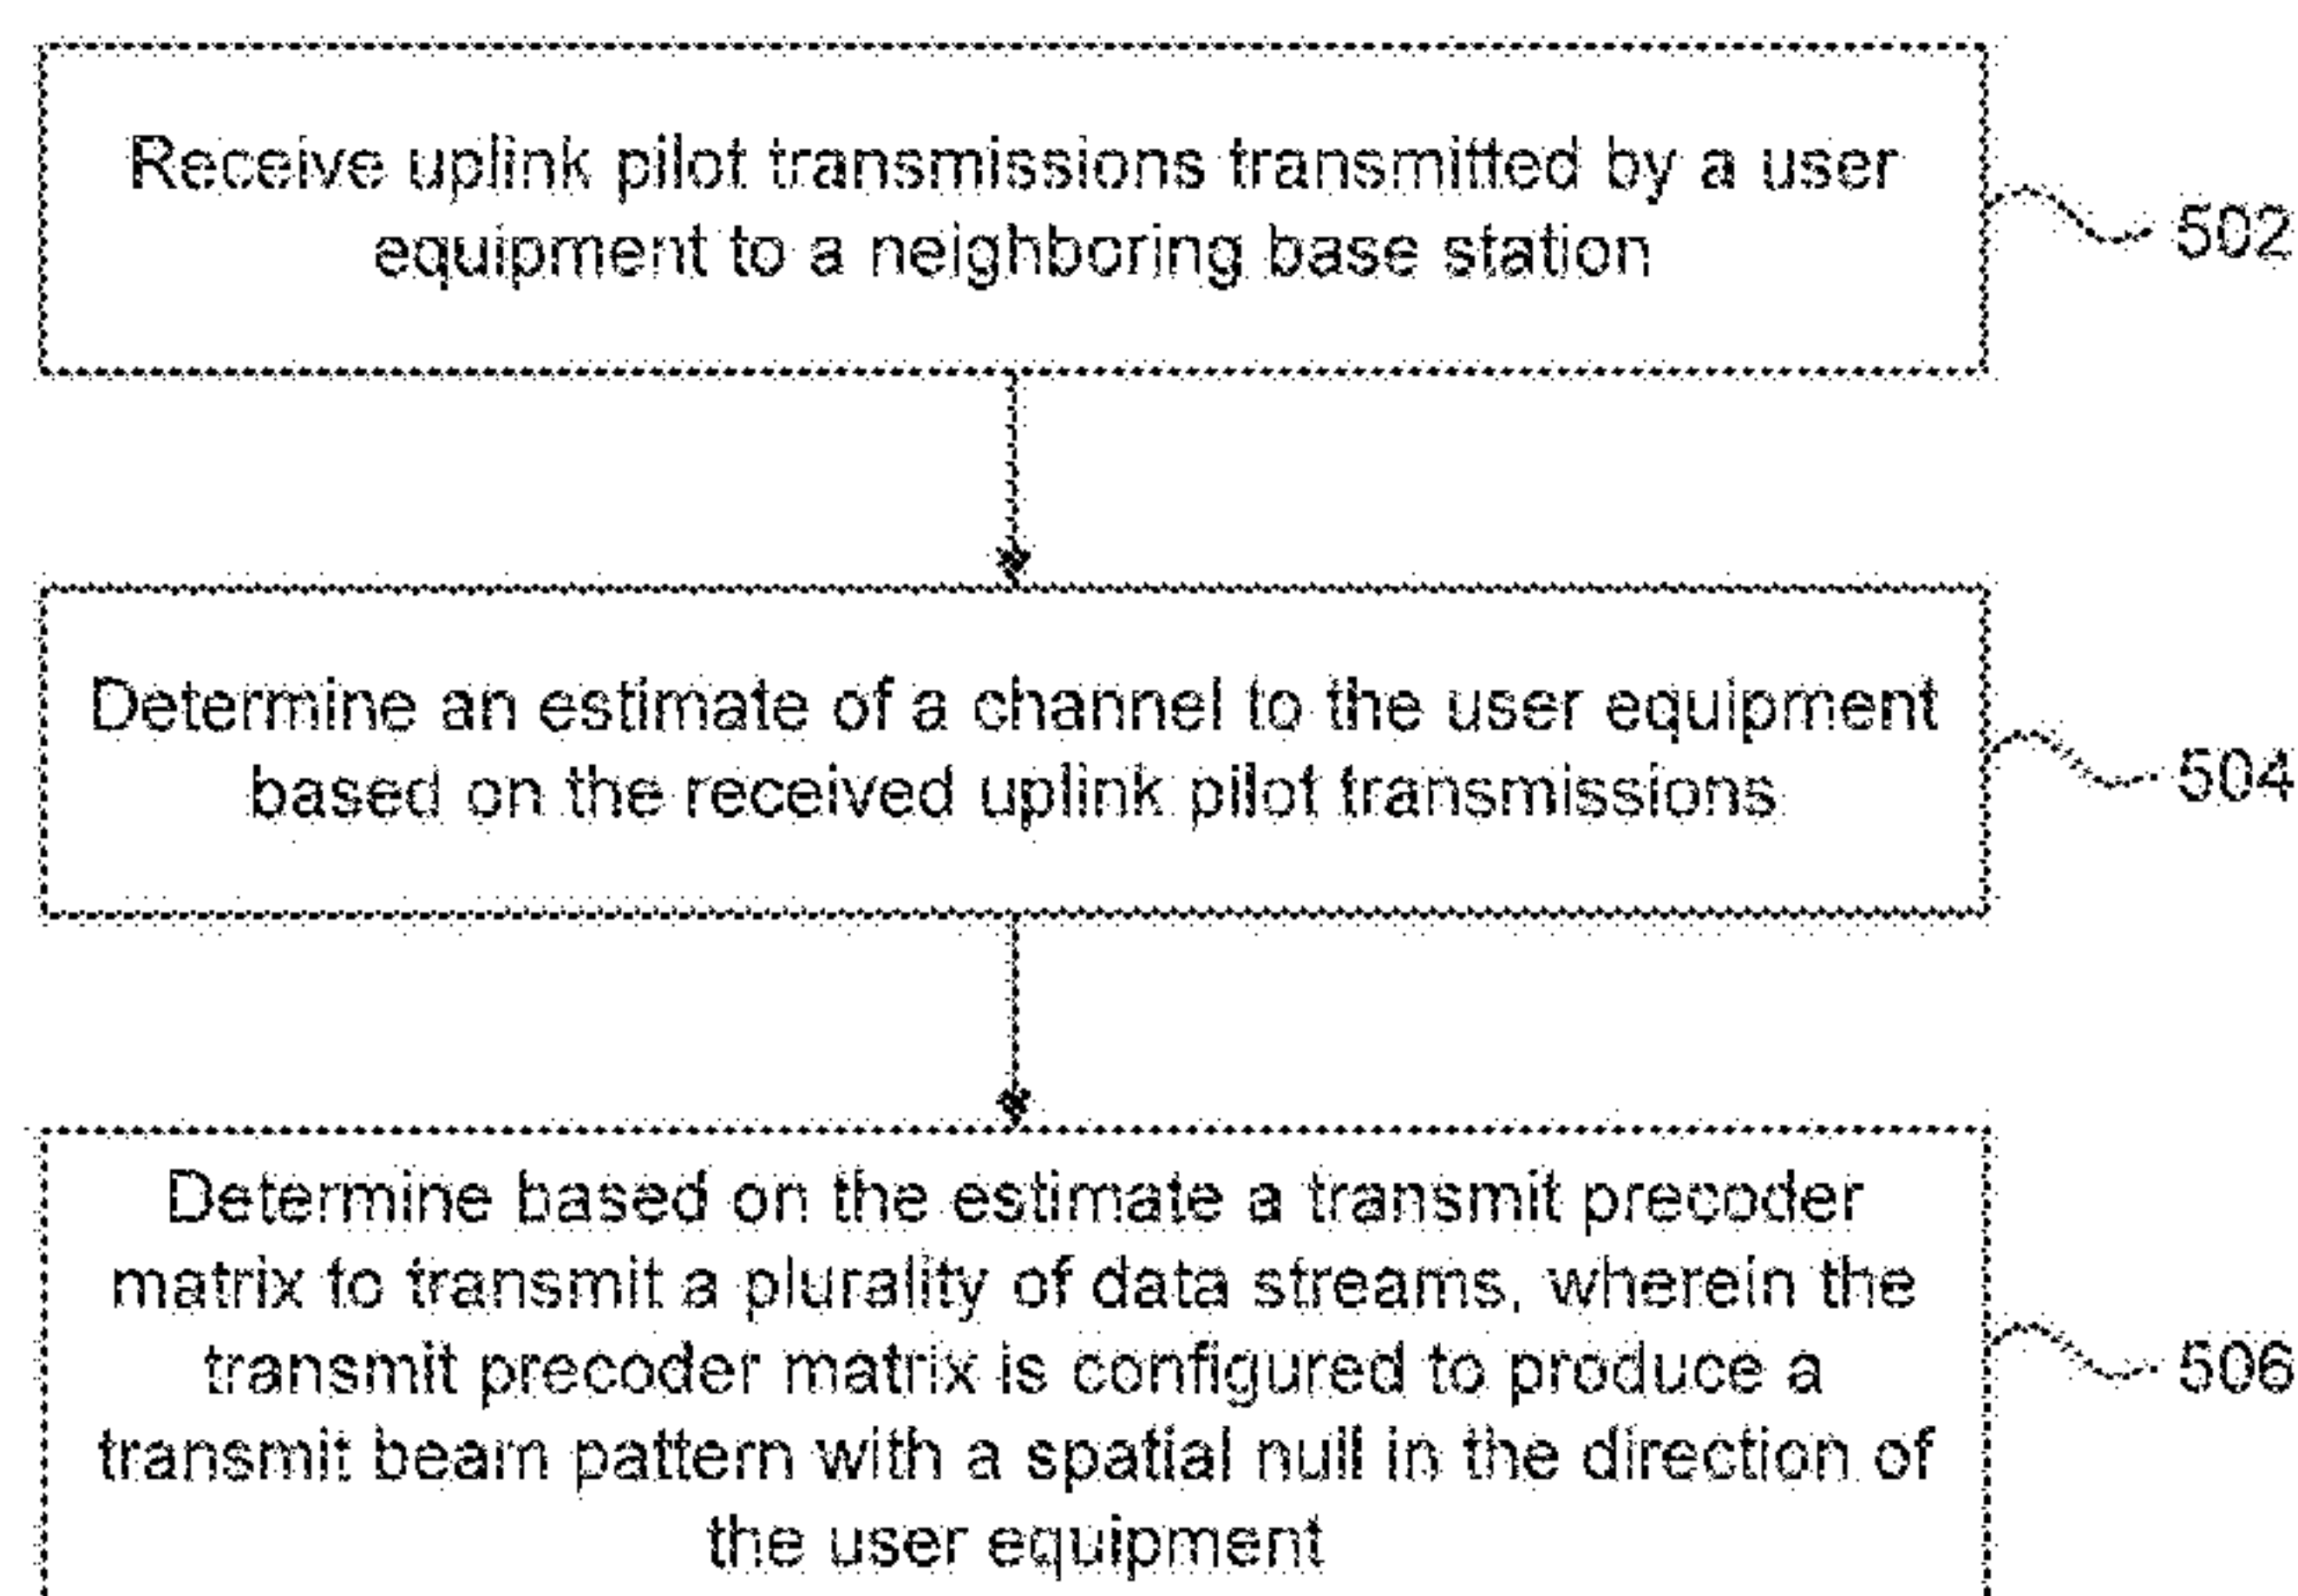 Receive uplink pilot transmissions transmitted by a user
equipment to a neighboring base station
502
Determine an estimate of a channel to the user equipment
based on the received uplink pilot transmissions
504
Determine based on the estimate a transmit precoder
matrix to transmit a plurality of data streams, wherein the
transmit precoder matrix is configured to produce a
transmit beam pattern with a spatial null in the direction of
the user equipment
506